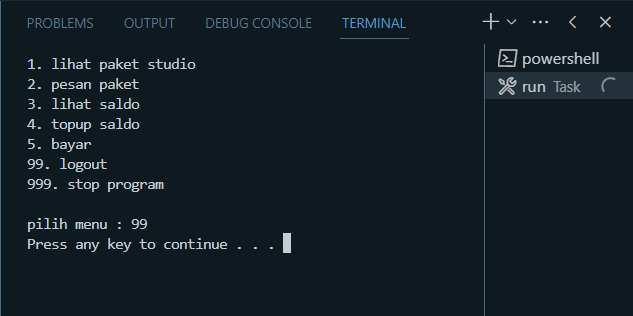 PROBLEMS OUTPUT DEBUG CONSOLE TERMINAL
1. lihat paket studio
2. pesan paket
3. lihat saldo
4. topup saldo
5. bayar
99. logout
999. stop program
pilih menu : 99
Press any key to continue . . .
powershell
run Task